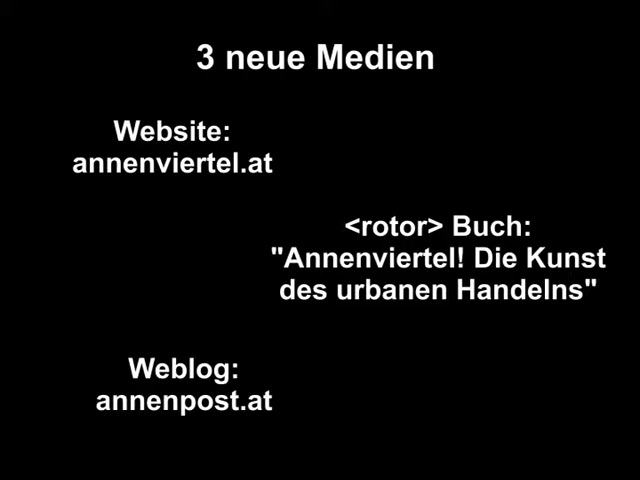 3 neue Medien
Website:
annenviertel.at
<rotor> Buch:
"Annenviertel! Die Kunst
des urbanen Handelns"
Weblog:
annenpost.at